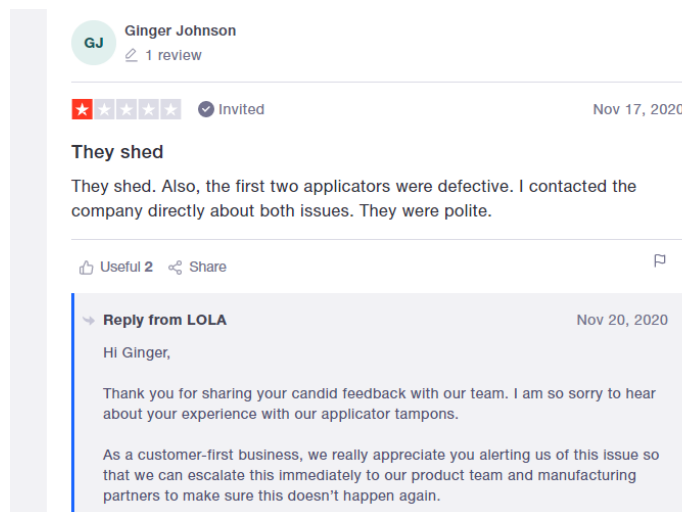 GJ
Ginger Johnson
1 review
Invited
Nov 17, 2020
They shed
They shed. Also, the first two applicators were defective. I contacted the
company directly about both issues. They were polite.
Useful 2
Share
Reply from LOLA
Nov 20, 2020
Hi Ginger,
Thank you for sharing your candid feedback with our team. I am so sorry to hear
about your experience with our applicator tampons.
As a customer-first business, we really appreciate you alerting us of this issue so
that we can escalate this immediately to our product team and manufacturing
partners to make sure this doesn't happen again.